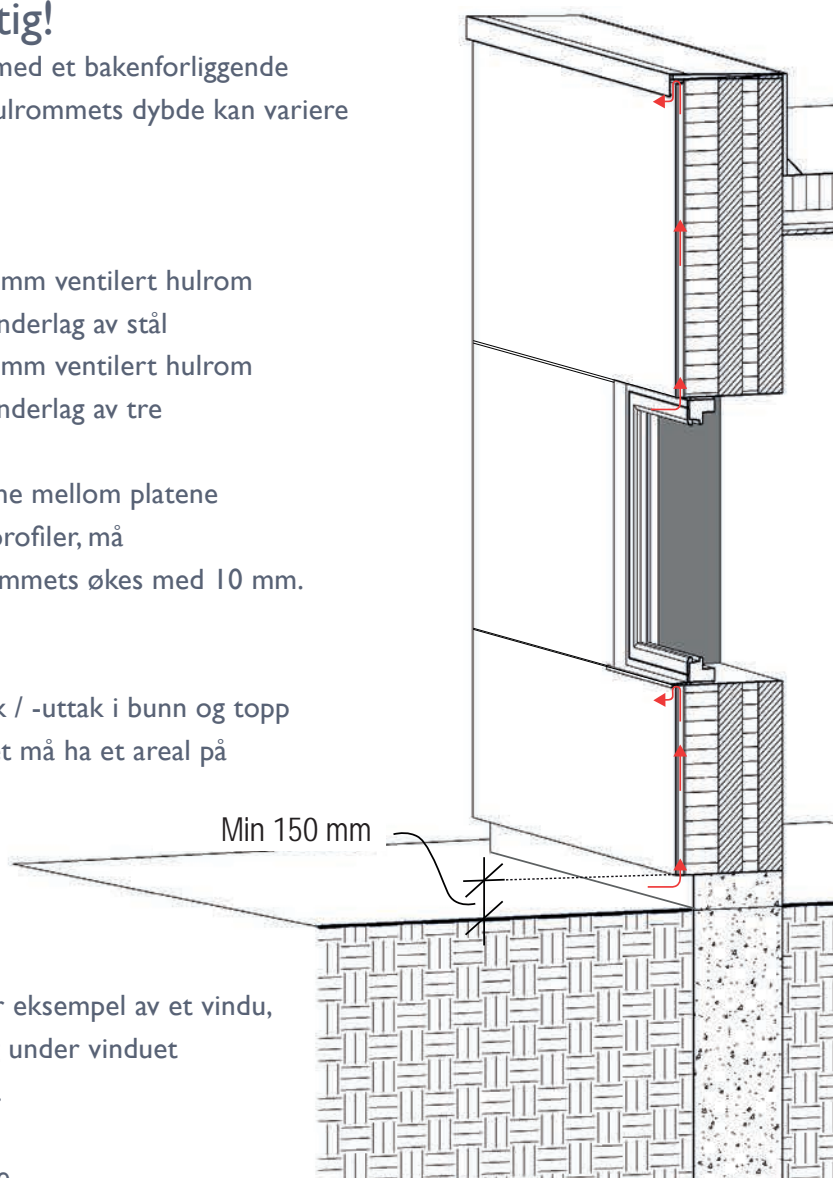 tig!
med et bakenforliggende
ulrommets dybde kan variere
mm ventilert hulrom
nderlag av stål
mm ventilert hulrom
nderlag av tre
ne mellom platene
profiler, må
ommets økes med 10 mm.
k / -uttak i bunn og topp
et må ha et areal på
Min 150 mm
r eksempel av et vindu,
under vinduet